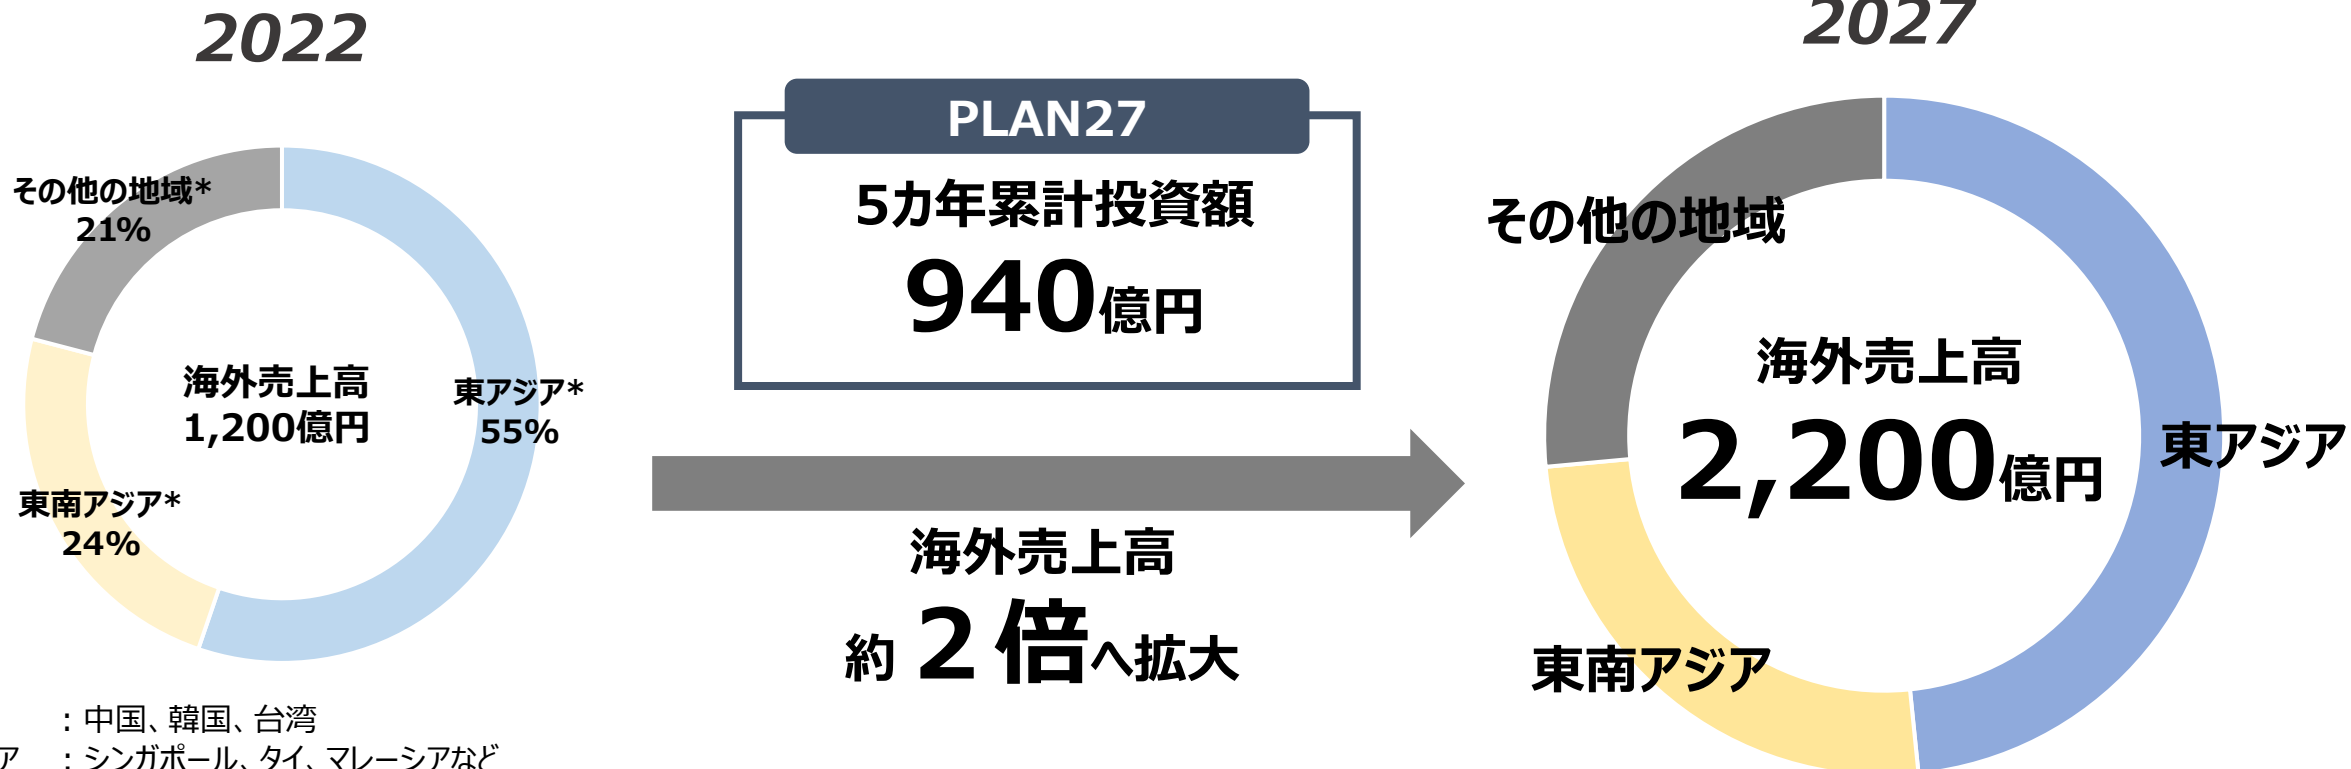 2022
その他の地域*
21%
海外売上高
1,200億円
東アジア*
55%
東南アジア*
24%
：中国、韓国、台湾
ア ：シンガポール、タイ、マレーシアなど
PLAN27
5カ年累計投資額
940億円
海外売上高
約 2 倍へ拡大
2027
その他の地域
海外売上高
2,200億円
東アジア
東南アジア